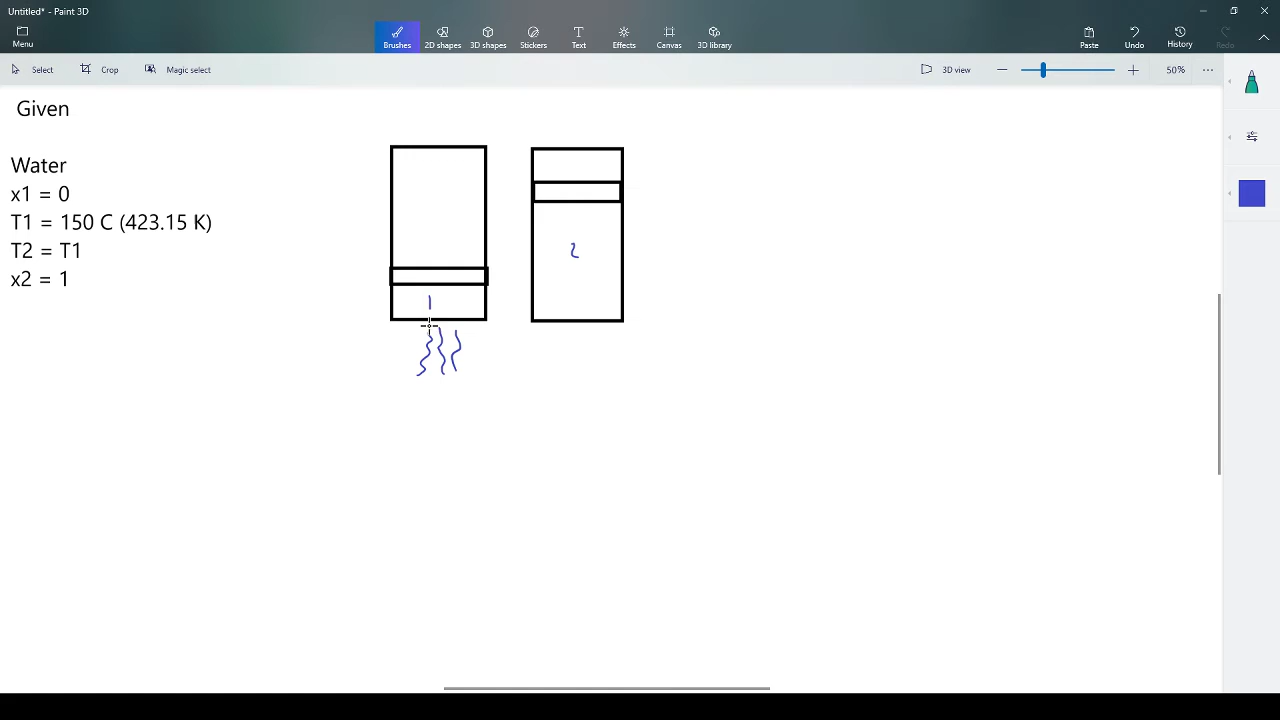 Untitled* - Paint 3D
Menu
Brushes
2D shapes
3D shapes
Stickers
Text
Effects
Canvas
3D library
Paste
Undo
History
Redo
Select
Crop
Magic select
3D view
50%
Given
Water
x1 = 0
T1 = 150 C (423.15 K)
T2 = T1
x2 = 1
1
2